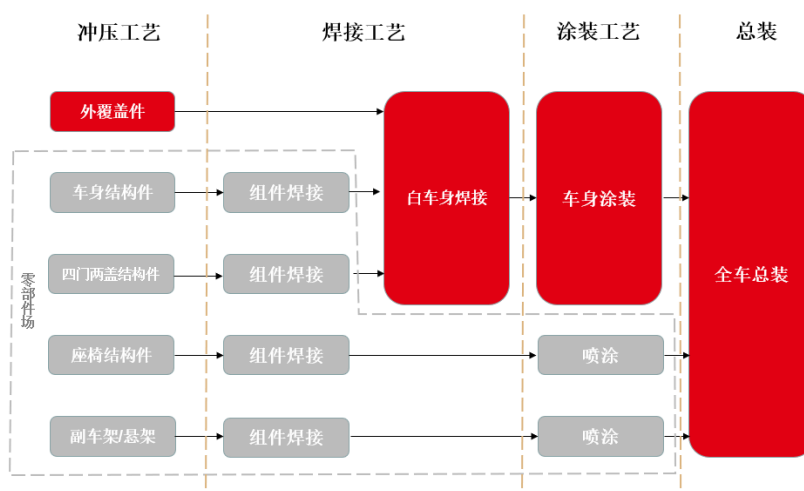 冲压工艺
焊接工艺
涂装工艺
总装
外覆盖件
车身结构件
组件焊接
白车身焊接
车身涂装
四门两盖结构件
组件焊接
全车总装
零部件场
座椅结构件
组件焊接
喷涂
副车架/悬架
组件焊接
喷涂